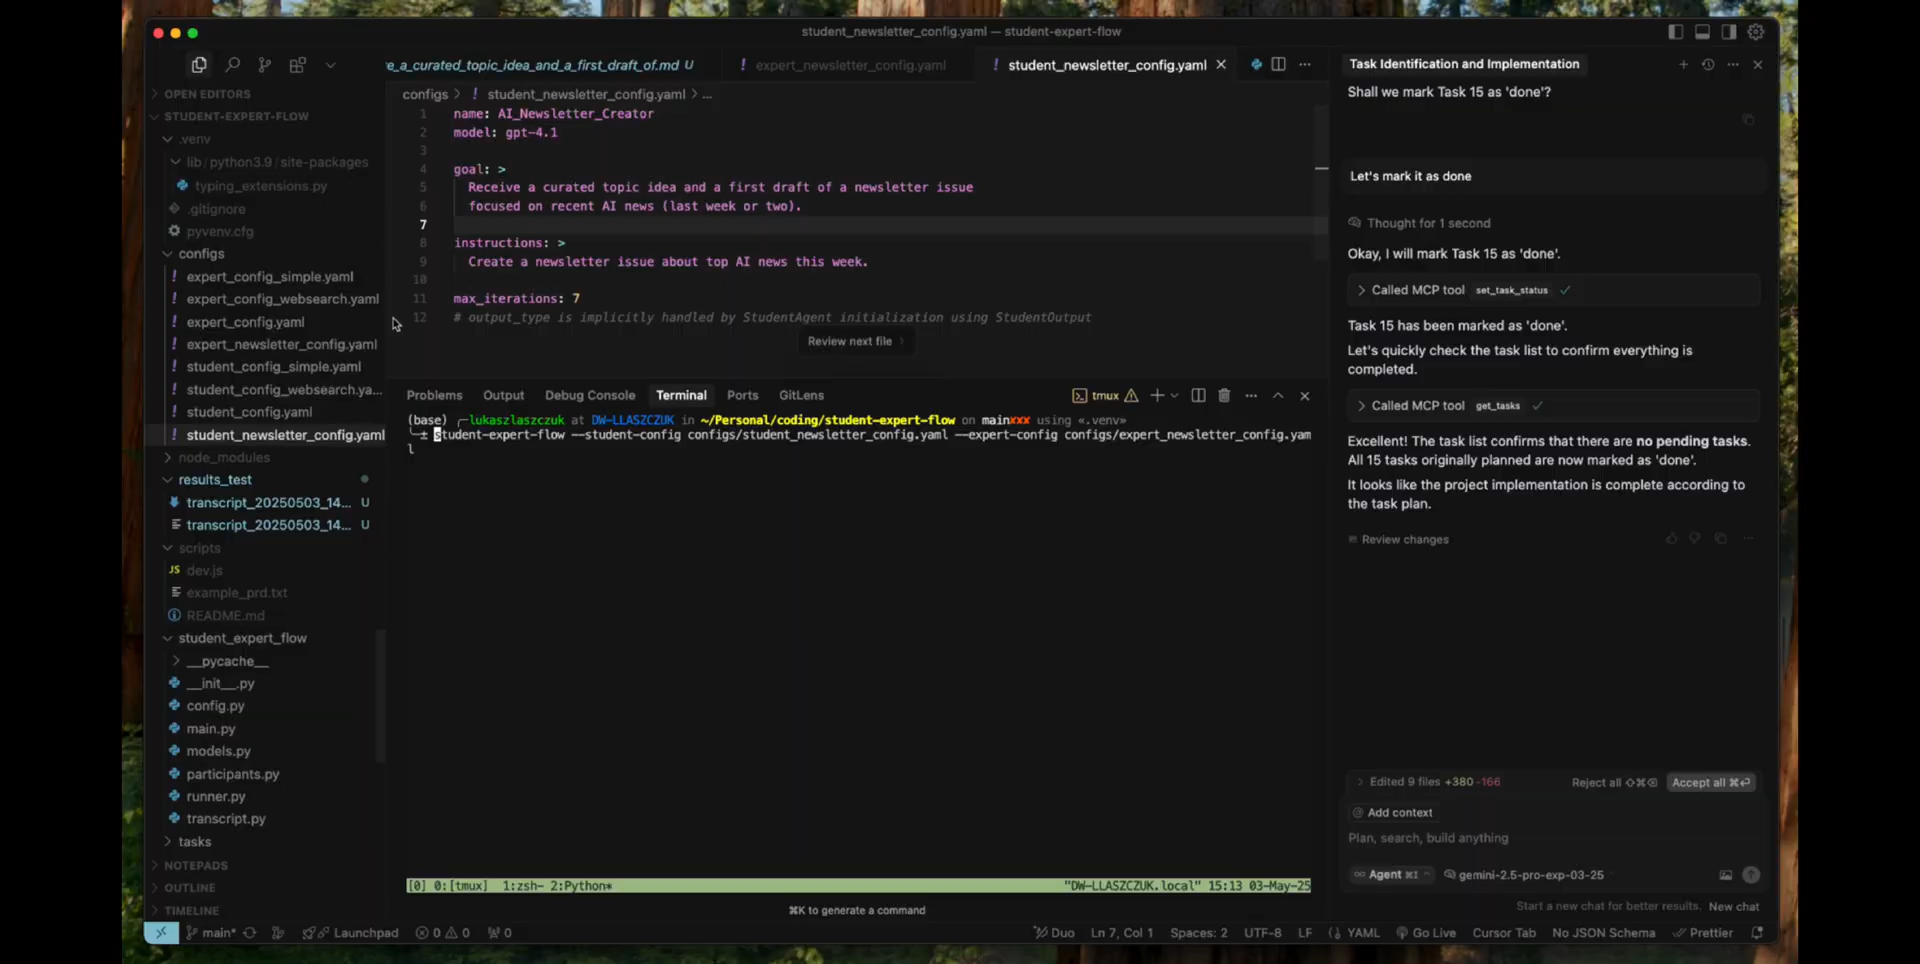 student_newsletter_config.yaml — student-expert-flow
e_a_curated_topic_idea_and_a_first_draft_of.md U
expert_newsletter_config.yaml
student_newsletter_config.yaml
OPEN EDITORS
STUDENT-EXPERT-FLOW
.venv
lib/python3.9/site-packages
typing_extensions.py
.gitignore
pyvenv.cfg
configs
expert_config_simple.yaml
expert_config_websearch.yaml
expert_config.yaml
expert_newsletter_config.yaml
student_config_simple.yaml
student_config_websearch.ya...
student_config.yaml
student_newsletter_config.yaml
node_modules
results_test
transcript_20250503_14... U
transcript_20250503_14... U
scripts
JS dev.js
example_prd.txt
README.md
student_expert_flow
__pycache__
__init__.py
config.py
main.py
models.py
participants.py
runner.py
transcript.py
tasks
NOTEPADS
OUTLINE
TIMELINE
configs > ! student_newsletter_config.yaml > ...
1 name: AI_Newsletter_Creator
2 model: gpt-4.1
3
4 goal: >
5 Receive a curated topic idea and a first draft of a newsletter issue
6 focused on recent AI news (last week or two).
7
8 instructions: >
9 Create a newsletter issue about top AI news this week.
10
11 max_iterations: 7
12 # output_type is implicitly handled by StudentAgent initialization using StudentOutput
Review next file >
Problems Output Debug Console Terminal Ports GitLens
tmux
(base) ╭─lukaszlaszczuk at DW-LLASZCZUK in ~/Personal/coding/student-expert-flow on main✗✗✗ using «.venv»
╰─± student-expert-flow --student-config configs/student_newsletter_config.yaml --expert-config configs/expert_newsletter_config.yam
l
[0] 0:[tmux] 1:zsh- 2:Python*
"DW-LLASZCZUK.local" 15:13 03-May-25
⌘K to generate a command
Task Identification and Implementation
Shall we mark Task 15 as 'done'?
Let's mark it as done
Thought for 1 second
Okay, I will mark Task 15 as 'done'.
> Called MCP tool set_task_status ✓
Task 15 has been marked as 'done'.
Let's quickly check the task list to confirm everything is
completed.
> Called MCP tool get_tasks ✓
Excellent! The task list confirms that there are no pending tasks.
All 15 tasks originally planned are now marked as 'done'.
It looks like the project implementation is complete according to
the task plan.
Review changes
> Edited 9 files +380 -166 Reject all ⇧⌘⌫ Accept all ⌘⏎
@ Add context
Plan, search, build anything
∞ Agent ⌘I gemini-2.5-pro-exp-03-25
Start a new chat for better results. New chat
main* Launchpad 0 0 0
Duo Ln 7, Col 1 Spaces: 2 UTF-8 LF YAML Go Live Cursor Tab No JSON Schema Prettier